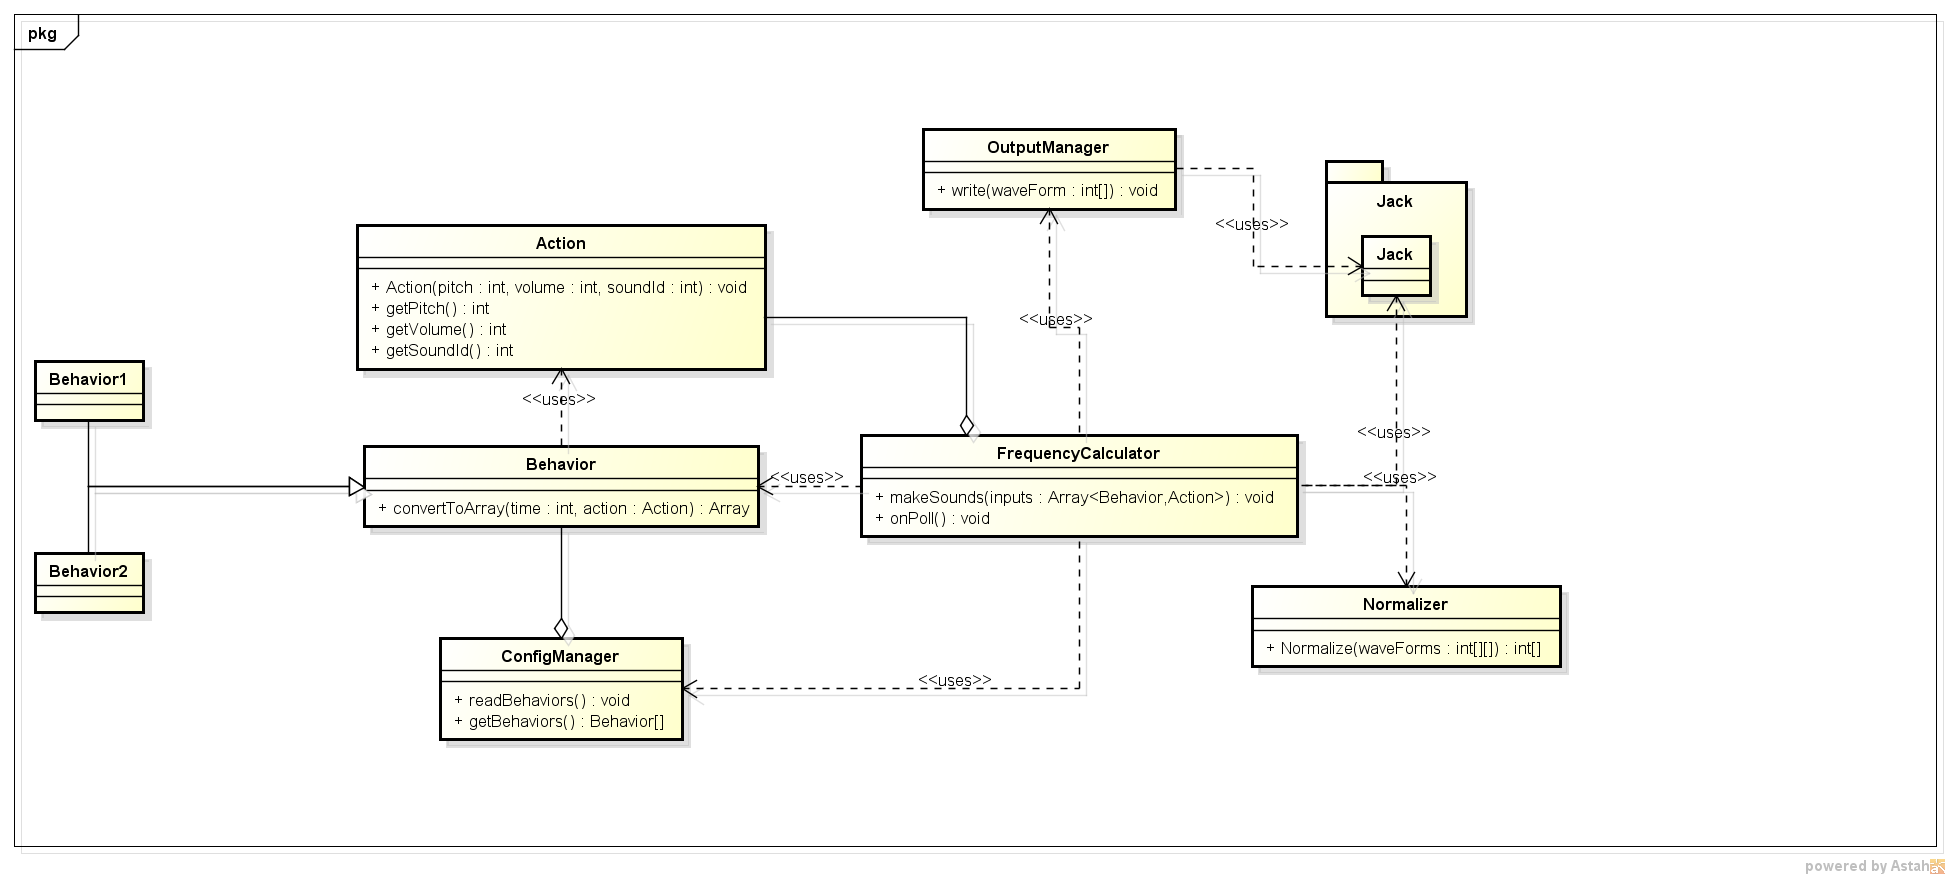 pkg
OutputManager
+ write(waveForm : int[]) : void
Jack
Jack
<<uses>>
Action
+ Action(pitch : int, volume : int, soundId : int) : void
+ getPitch() : int
+ getVolume() : int
+ getSoundId() : int
<<uses>>
Behavior1
<<uses>>
<<uses>>
Behavior
+ convertToArray(time : int, action : Action) : Array
<<uses>>
FrequencyCalculator
+ makeSounds(inputs : Array<Behavior,Action>) : void
+ onPoll() : void
<<uses>>
Behavior2
Normalizer
+ Normalize(waveForms : int[][]) : int[]
ConfigManager
+ readBehaviors() : void
+ getBehaviors() : Behavior[]
<<uses>>
powered by Astah